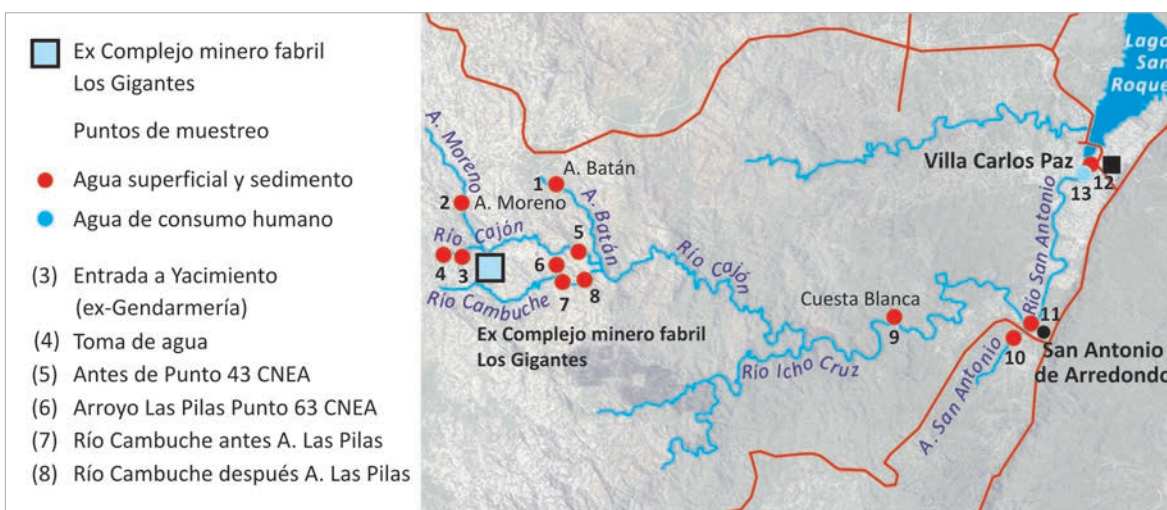 Ex Complejo minero fabril
Los Gigantes
Puntos de muestreo
Agua superficial y sedimento
Agua de consumo humano
(3) Entrada a Yacimiento
(ex-Gendarmería)
(4) Toma de agua
(5) Antes de Punto 43 CNEA
(6) Arroyo Las Pilas Punto 63 CNEA
(7) Río Cambuche antes A. Las Pilas
(8) Río Cambuche después A. Las Pilas
Lago
San
Roque
A. Moreno
1
A. Batán
A. Batán
2
A. Moreno
Río Cajón
4
3
5
6
7
8
Río Cambuche
Ex Complejo minero fabril
Los Gigantes
Río Cajón
Villa Carlos Paz
12
13
Río San Antonio
Cuesta Blanca
9
Río Icho Cruz
11
10
San Antonio
de Arredondo
A. San Antonio